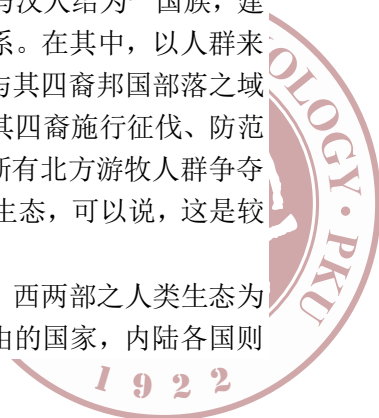 与汉人结为
国族，建
系。在其中，以人群来
与其四裔邦国部落之域
其四裔施行征伐、防范
所有北方游牧人群争夺
生态，可以说，这是较
西两部之人类生态为
由的国家，内陆各国则
OLOGY · PKU
1922